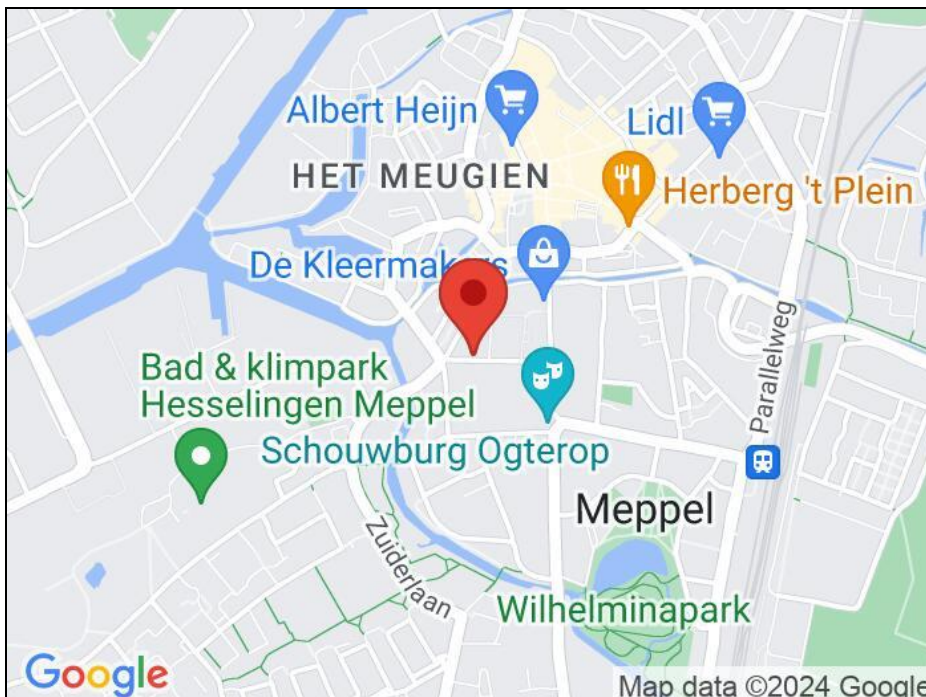 Albert Heijn
Lidl
HET MEUGIEN
Herberg 't Plein
De Kleermakers
Parallelweg
Bad & klimpark
Hesselingen Meppel
Schouwburg Ogterop
Meppel
Zuiderlaan
Wilhelminapark
Google
Map data ©2024 Google